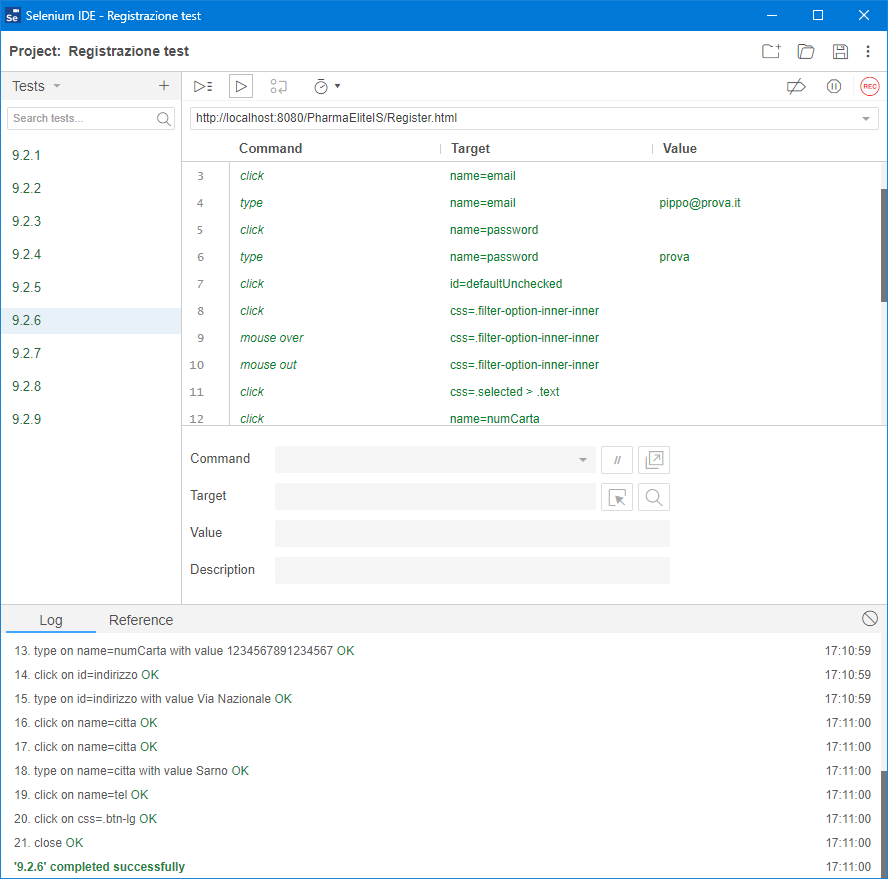 Se Selenium IDE - Registrazione test
Project: Registrazione test
Tests
REC
Search tests...
http://localhost:8080/PharmaEliteIS/Register.html
9.2.1
9.2.2
9.2.3
9.2.4
9.2.5
9.2.6
9.2.7
9.2.8
9.2.9
Command Target Value
3 click name=email
4 type name=email pippo@prova.it
5 click name=password
6 type name=password prova
7 click id=defaultUnchecked
8 click css=.filter-option-inner-inner
9 mouse over css=.filter-option-inner-inner
10 mouse out css=.filter-option-inner-inner
11 click css=.selected > .text
12 click name=numCarta
Command //
Target
Value
Description
Log Reference
13. type on name=numCarta with value 1234567891234567 OK 17:10:59
14. click on id=indirizzo OK 17:10:59
15. type on id=indirizzo with value Via Nazionale OK 17:10:59
16. click on name=citta OK 17:11:00
17. click on name=citta OK 17:11:00
18. type on name=citta with value Sarno OK 17:11:00
19. click on name=tel OK 17:11:00
20. click on css=.btn-lg OK 17:11:00
21. close OK 17:11:00
'9.2.6' completed successfully 17:11:00